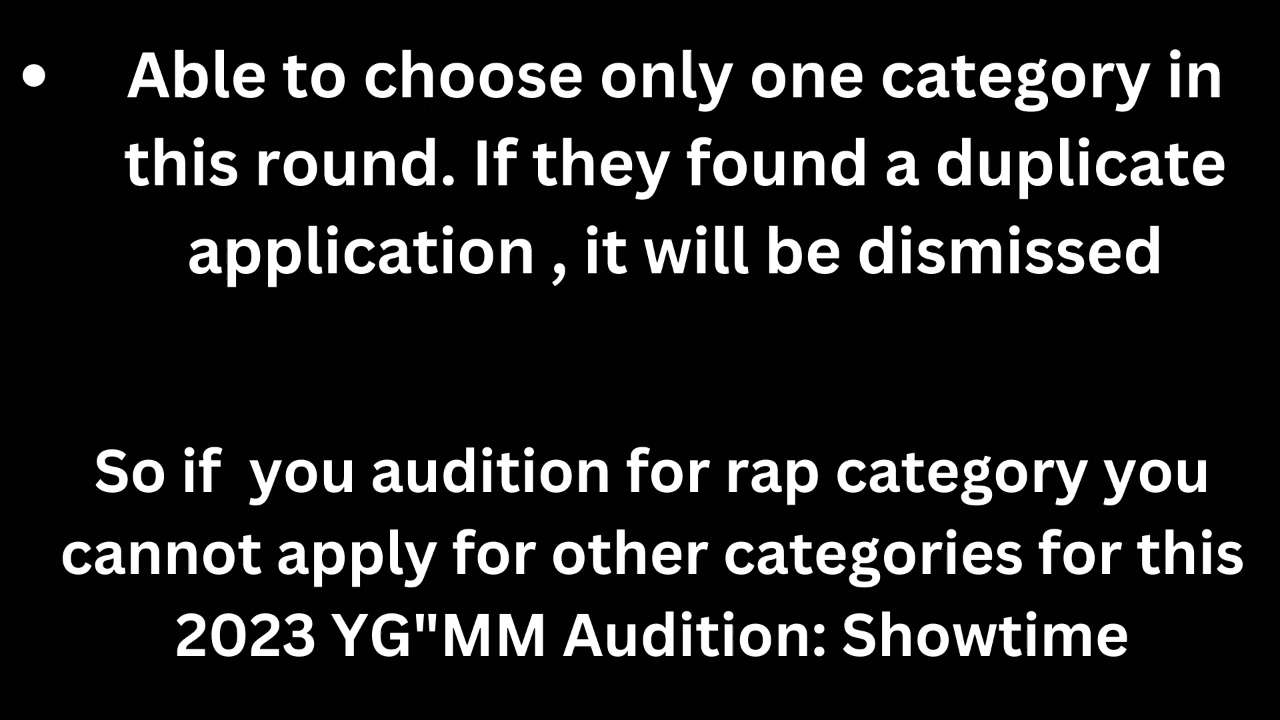 • Able to choose only one category in
this round. If they found a duplicate
application , it will be dismissed
So if  you audition for rap category you
cannot apply for other categories for this
2023 YG"MM Audition: Showtime